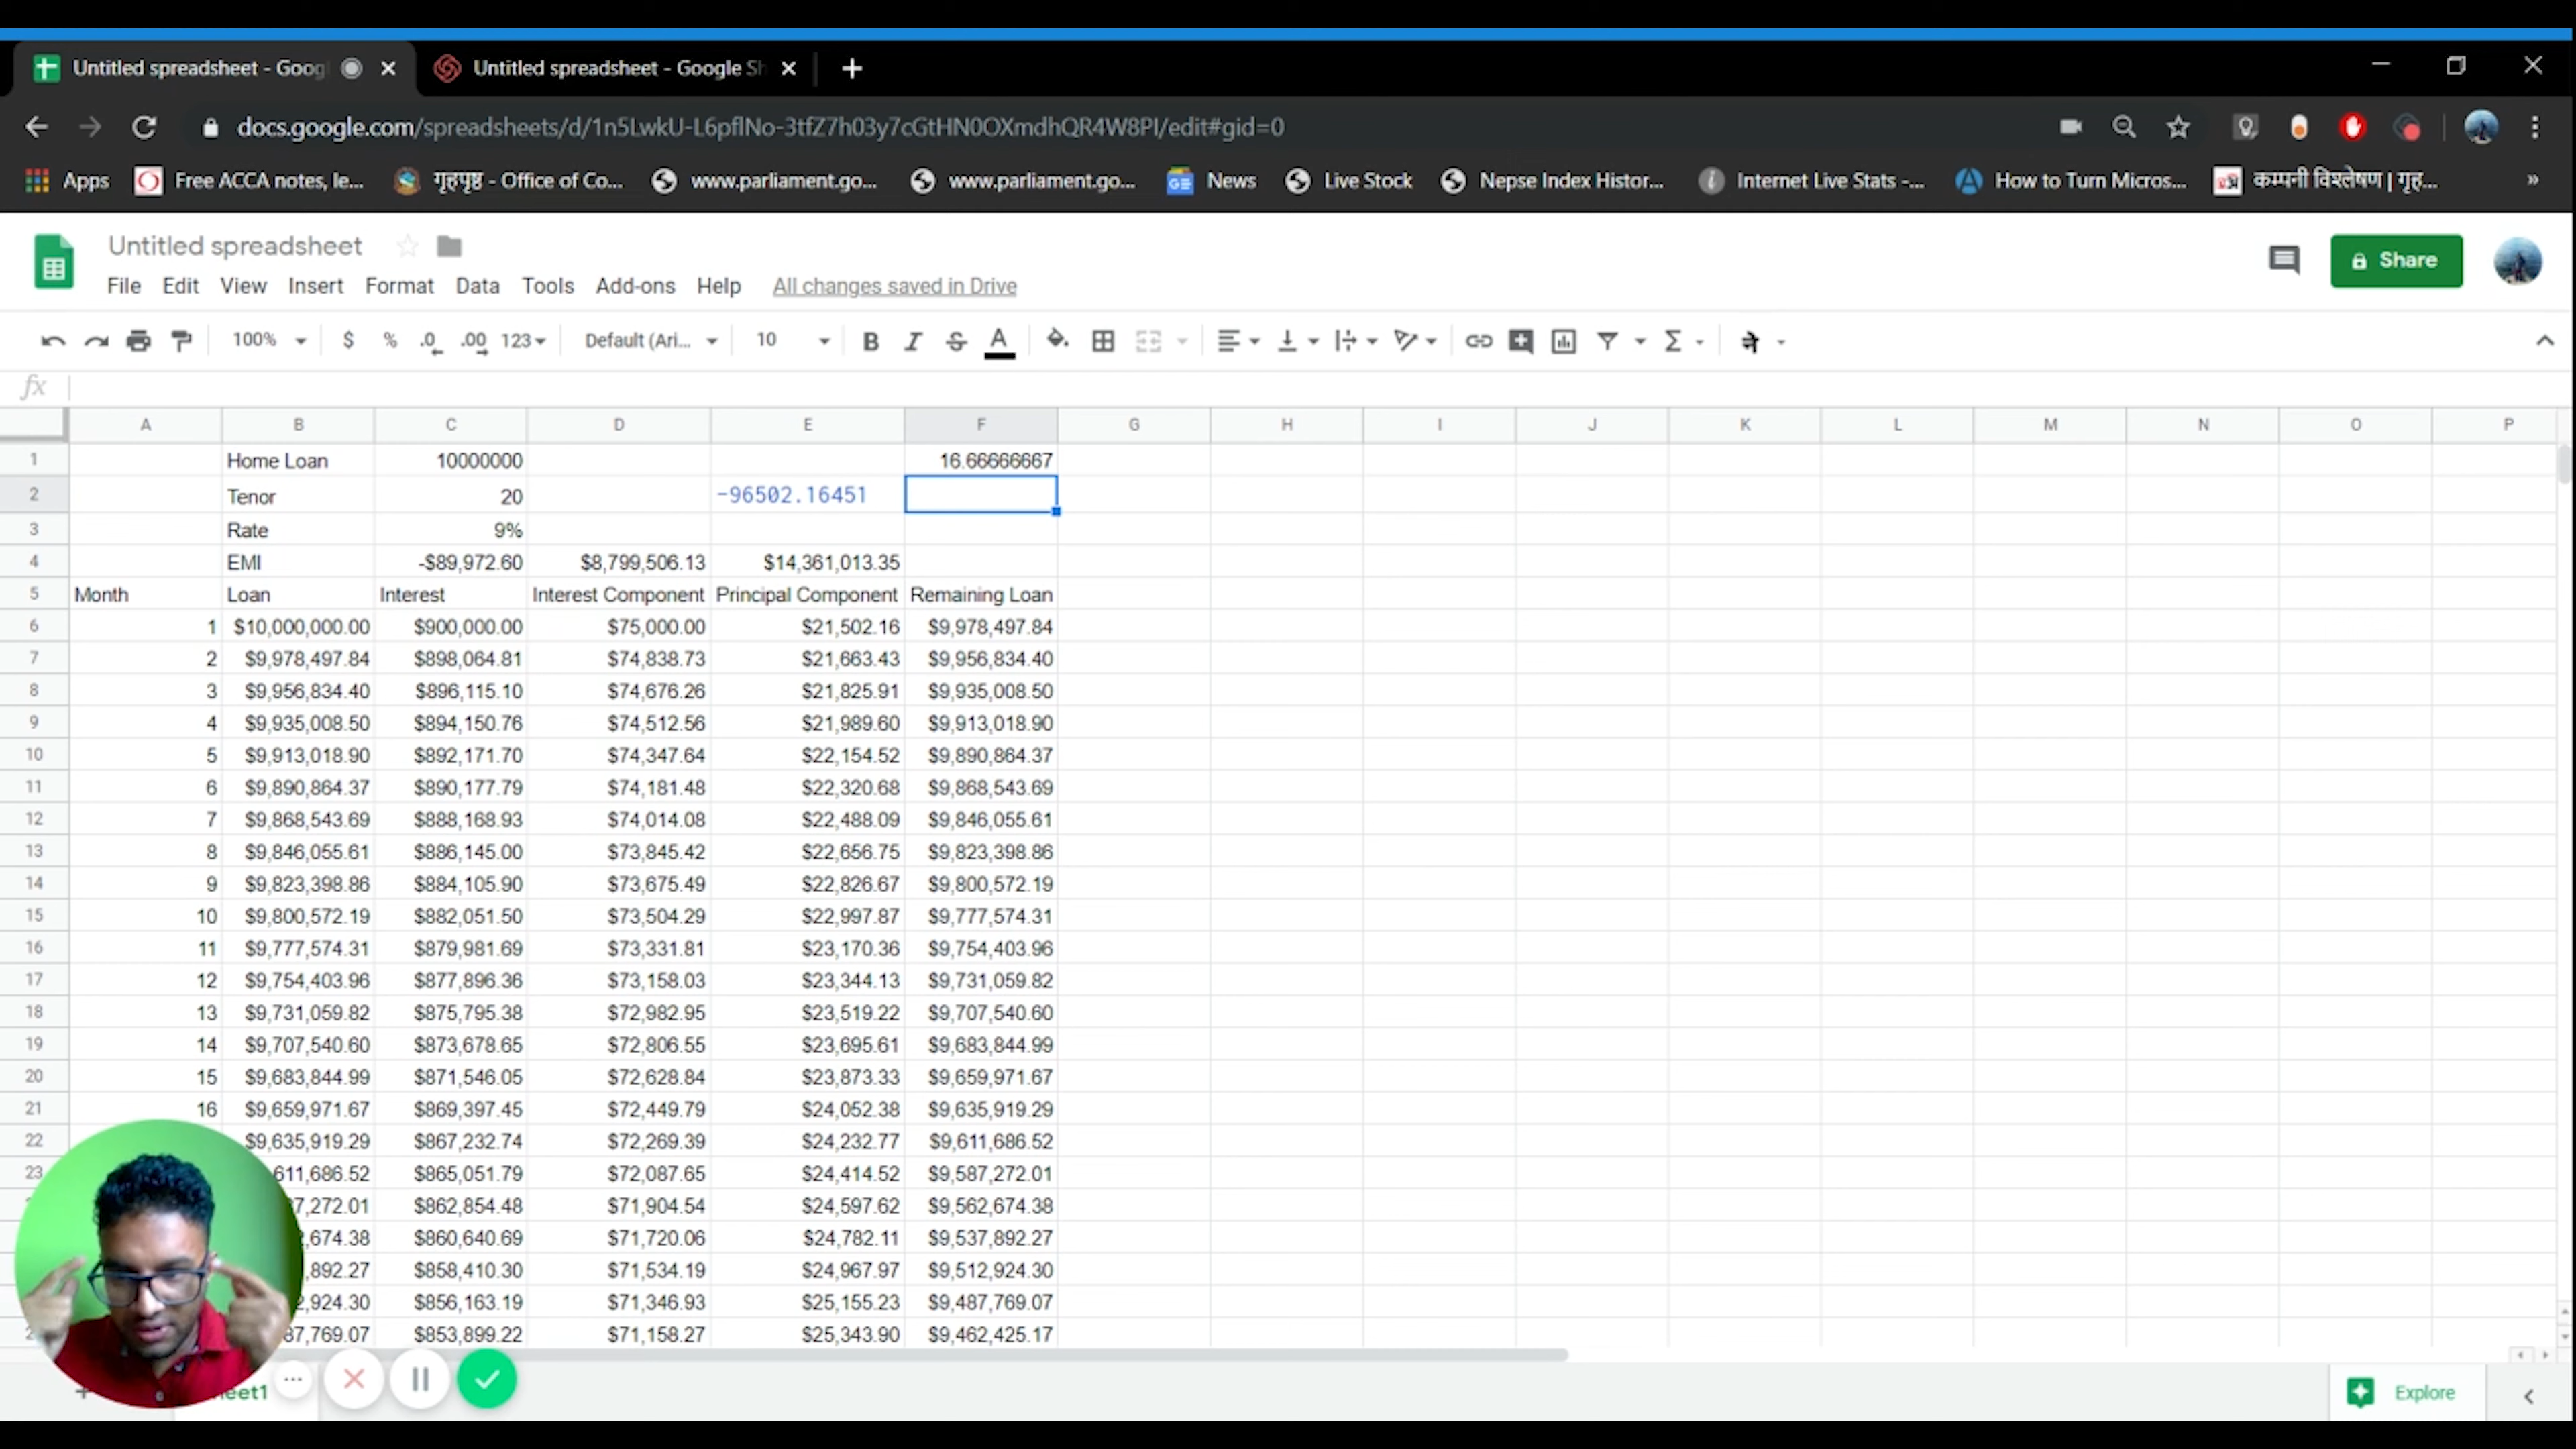 Untitled spreadsheet - Goog
Untitled spreadsheet - Google Sh
docs.google.com/spreadsheets/d/1n5LwkU-L6pflNo-3tfZ7h03y7cGtHN0OXmdhQR4W8PI/edit#gid=0
Apps Free ACCA notes, le... गृहपृष्ठ - Office of Co... www.parliament.go... www.parliament.go... News Live Stock Nepse Index Histor... Internet Live Stats -... How to Turn Micros... कम्पनी विश्लेषण | गृह... »
Untitled spreadsheet
Share
File Edit View Insert Format Data Tools Add-ons Help All changes saved in Drive
100% $ % .0 .00 123 Default (Ari... 10 B I S A Σ ने
fx
A B C D E F G H I J K L M N O P
1 Home Loan 10000000 16.66666667
2 Tenor 20 -96502.16451
3 Rate 9%
4 EMI -$89,972.60 $8,799,506.13 $14,361,013.35
5 Month Loan Interest Interest Component Principal Component Remaining Loan
6 1 $10,000,000.00 $900,000.00 $75,000.00 $21,502.16 $9,978,497.84
7 2 $9,978,497.84 $898,064.81 $74,838.73 $21,663.43 $9,956,834.40
8 3 $9,956,834.40 $896,115.10 $74,676.26 $21,825.91 $9,935,008.50
9 4 $9,935,008.50 $894,150.76 $74,512.56 $21,989.60 $9,913,018.90
10 5 $9,913,018.90 $892,171.70 $74,347.64 $22,154.52 $9,890,864.37
11 6 $9,890,864.37 $890,177.79 $74,181.48 $22,320.68 $9,868,543.69
12 7 $9,868,543.69 $888,168.93 $74,014.08 $22,488.09 $9,846,055.61
13 8 $9,846,055.61 $886,145.00 $73,845.42 $22,656.75 $9,823,398.86
14 9 $9,823,398.86 $884,105.90 $73,675.49 $22,826.67 $9,800,572.19
15 10 $9,800,572.19 $882,051.50 $73,504.29 $22,997.87 $9,777,574.31
16 11 $9,777,574.31 $879,981.69 $73,331.81 $23,170.36 $9,754,403.96
17 12 $9,754,403.96 $877,896.36 $73,158.03 $23,344.13 $9,731,059.82
18 13 $9,731,059.82 $875,795.38 $72,982.95 $23,519.22 $9,707,540.60
19 14 $9,707,540.60 $873,678.65 $72,806.55 $23,695.61 $9,683,844.99
20 15 $9,683,844.99 $871,546.05 $72,628.84 $23,873.33 $9,659,971.67
21 16 $9,659,971.67 $869,397.45 $72,449.79 $24,052.38 $9,635,919.29
22 $9,635,919.29 $867,232.74 $72,269.39 $24,232.77 $9,611,686.52
23 611,686.52 $865,051.79 $72,087.65 $24,414.52 $9,587,272.01
7,272.01 $862,854.48 $71,904.54 $24,597.62 $9,562,674.38
2,674.38 $860,640.69 $71,720.06 $24,782.11 $9,537,892.27
,892.27 $858,410.30 $71,534.19 $24,967.97 $9,512,924.30
2,924.30 $856,163.19 $71,346.93 $25,155.23 $9,487,769.07
87,769.07 $853,899.22 $71,158.27 $25,343.90 $9,462,425.17
eet1
Explore